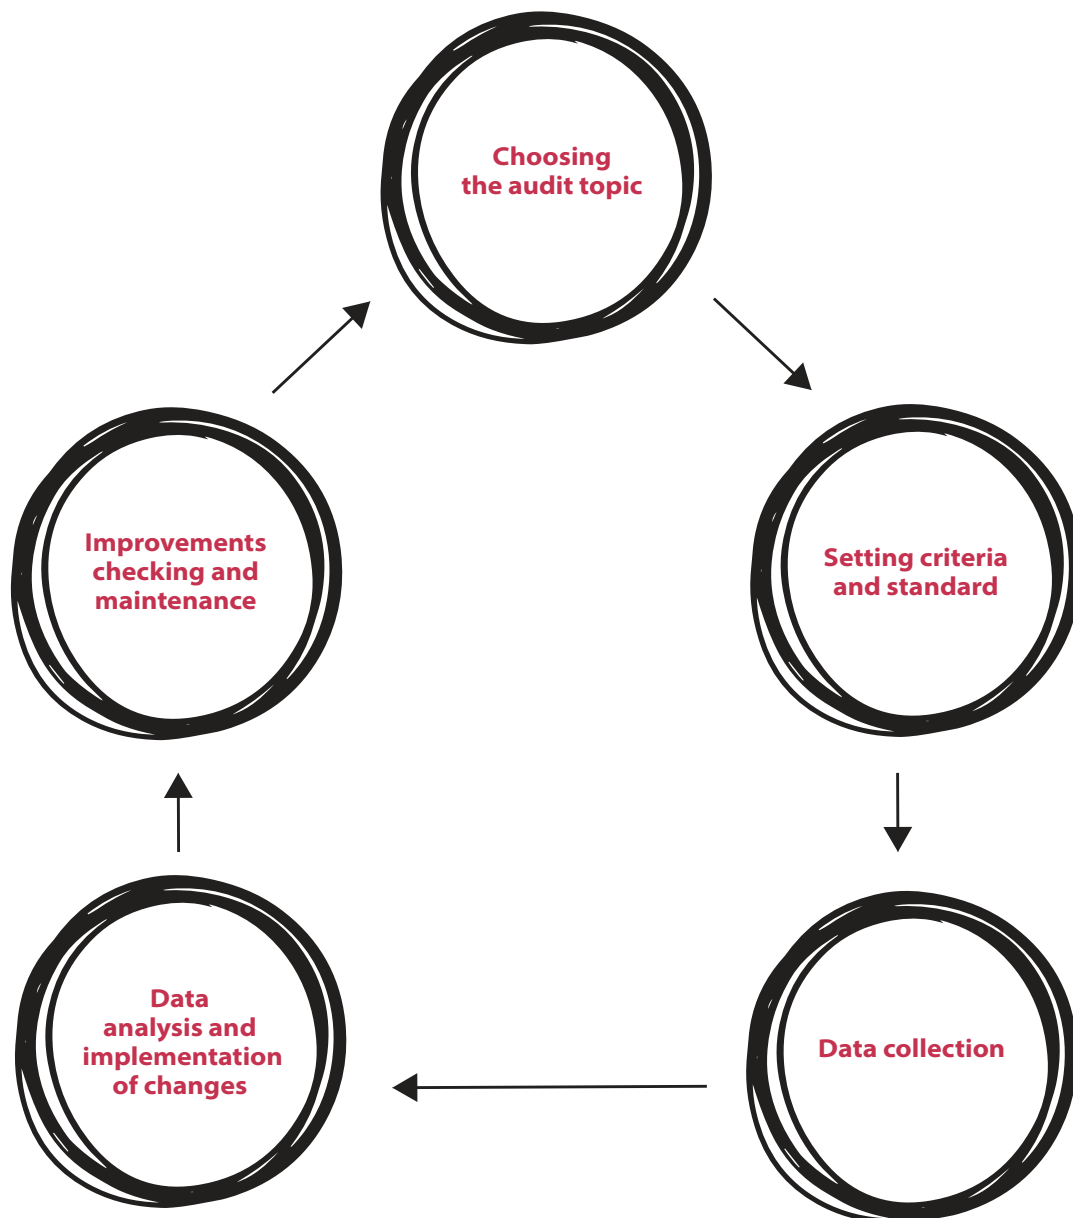 Choosing
the audit topic
Setting criteria
and standard
Data collection
Data
analysis and
implementation
of changes
Improvements
checking and
maintenance